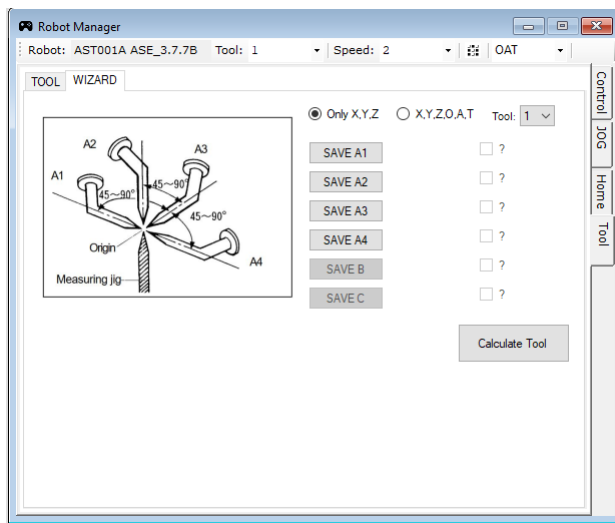 Robot Manager
Robot: AST001A ASE_3.7.7B Tool: 1 Speed: 2 OAT
TOOL WIZARD
Only X,Y,Z X,Y,Z,O,A,T Tool: 1
A1
A2
A3
A4
45~90°
45~90°
45~90°
Origin
Measuring jig
SAVE A1 ?
SAVE A2 ?
SAVE A3 ?
SAVE A4 ?
SAVE B ?
SAVE C ?
Calculate Tool
Control
JOG
Home
Tool